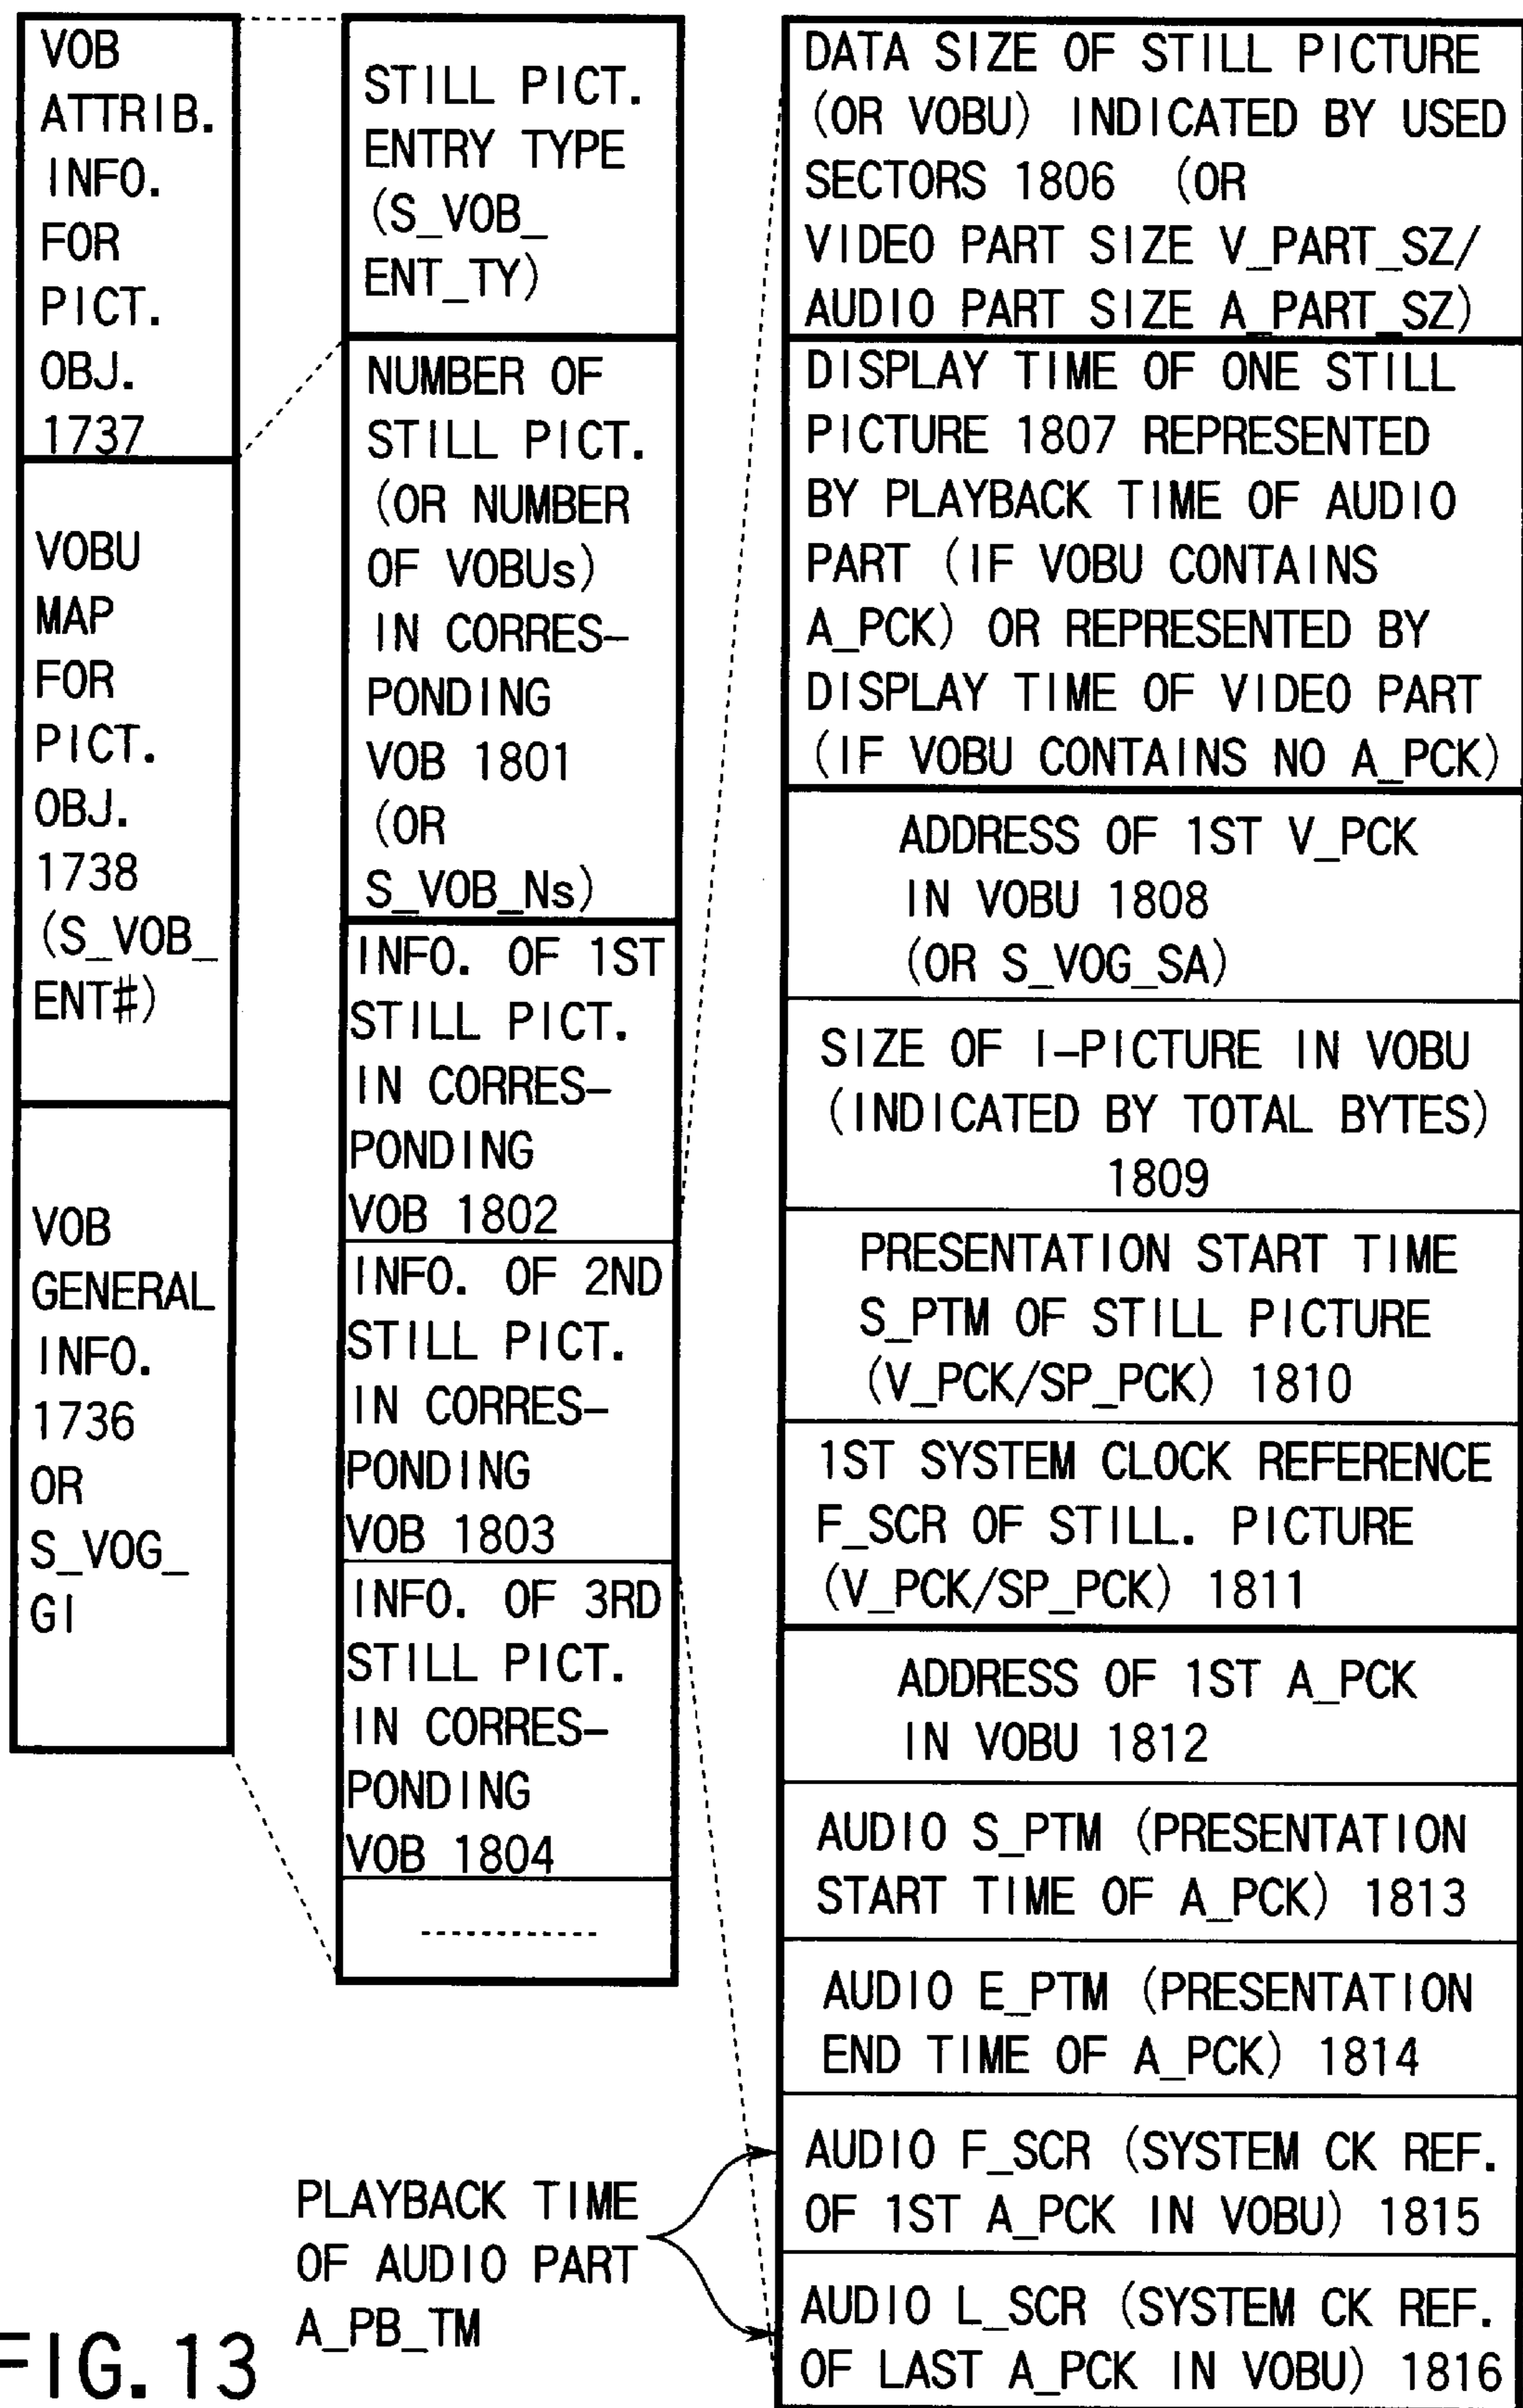 VOB
ATTRIB.
INFO.
FOR
PICT.
OBJ.
1737
VOBU
MAP
FOR
PICT.
OBJ.
1738
(S_VOB_
ENT#)
VOB
GENERAL
INFO.
1736
OR
S_VOG_
GI
STILL PICT.
ENTRY TYPE
(S_VOB_
ENT_TY)
NUMBER OF
STILL PICT.
(OR NUMBER
OF VOBUs)
IN CORRES-
PONDING
VOB 1801
(OR
S_VOB_Ns)
INFO. OF 1ST
STILL PICT.
IN CORRES-
PONDING
VOB 1802
INFO. OF 2ND
STILL PICT.
IN CORRES-
PONDING
VOB 1803
INFO. OF 3RD
STILL PICT.
IN CORRES-
PONDING
VOB 1804
----------
DATA SIZE OF STILL PICTURE
(OR VOBU) INDICATED BY USED
SECTORS 1806 (OR
VIDEO PART SIZE V_PART_SZ/
AUDIO PART SIZE A_PART_SZ)
DISPLAY TIME OF ONE STILL
PICTURE 1807 REPRESENTED
BY PLAYBACK TIME OF AUDIO
PART (IF VOBU CONTAINS
A_PCK) OR REPRESENTED BY
DISPLAY TIME OF VIDEO PART
(IF VOBU CONTAINS NO A_PCK)
ADDRESS OF 1ST V_PCK
IN VOBU 1808
(OR S_VOG_SA)
SIZE OF I-PICTURE IN VOBU
(INDICATED BY TOTAL BYTES)
1809
PRESENTATION START TIME
S_PTM OF STILL PICTURE
(V_PCK/SP_PCK) 1810
1ST SYSTEM CLOCK REFERENCE
F_SCR OF STILL. PICTURE
(V_PCK/SP_PCK) 1811
ADDRESS OF 1ST A_PCK
IN VOBU 1812
AUDIO S_PTM (PRESENTATION
START TIME OF A_PCK) 1813
AUDIO E_PTM (PRESENTATION
END TIME OF A_PCK) 1814
AUDIO F_SCR (SYSTEM CK REF.
OF 1ST A_PCK IN VOBU) 1815
AUDIO L_SCR (SYSTEM CK REF.
OF LAST A_PCK IN VOBU) 1816
PLAYBACK TIME
OF AUDIO PART
A_PB_TM
FIG. 13